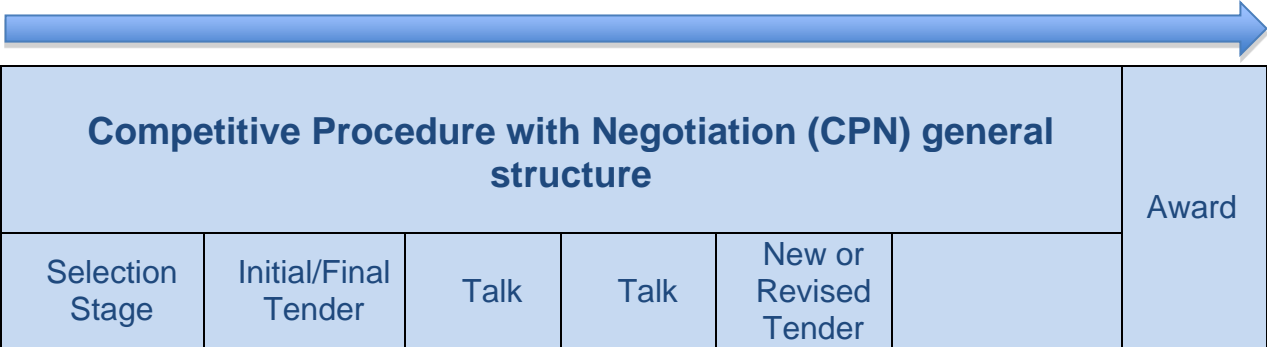 Competitive Procedure with Negotiation (CPN) general
structure
Award
Selection
Stage
Initial/Final
Tender
Talk
Talk
New or
Revised
Tender